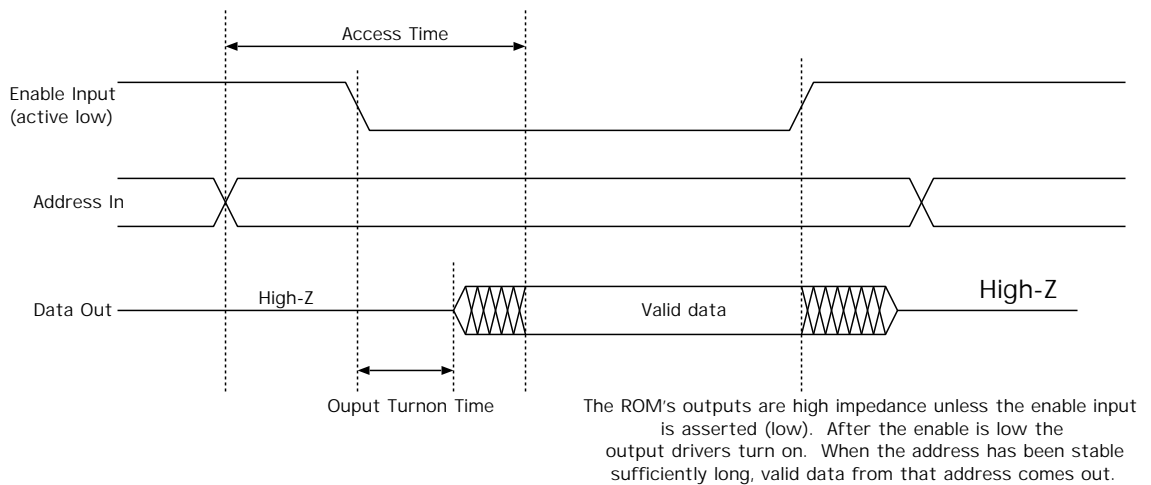 Access Time
Enable Input
(active low)
Address In
High-Z
High-Z
Data Out
Valid data
Ouput Turnon Time
The ROM's outputs are high impedance unless the enable input
is asserted (low). After the enable is low the
output drivers turn on. When the address has been stable
sufficiently long, valid data from that address comes out.